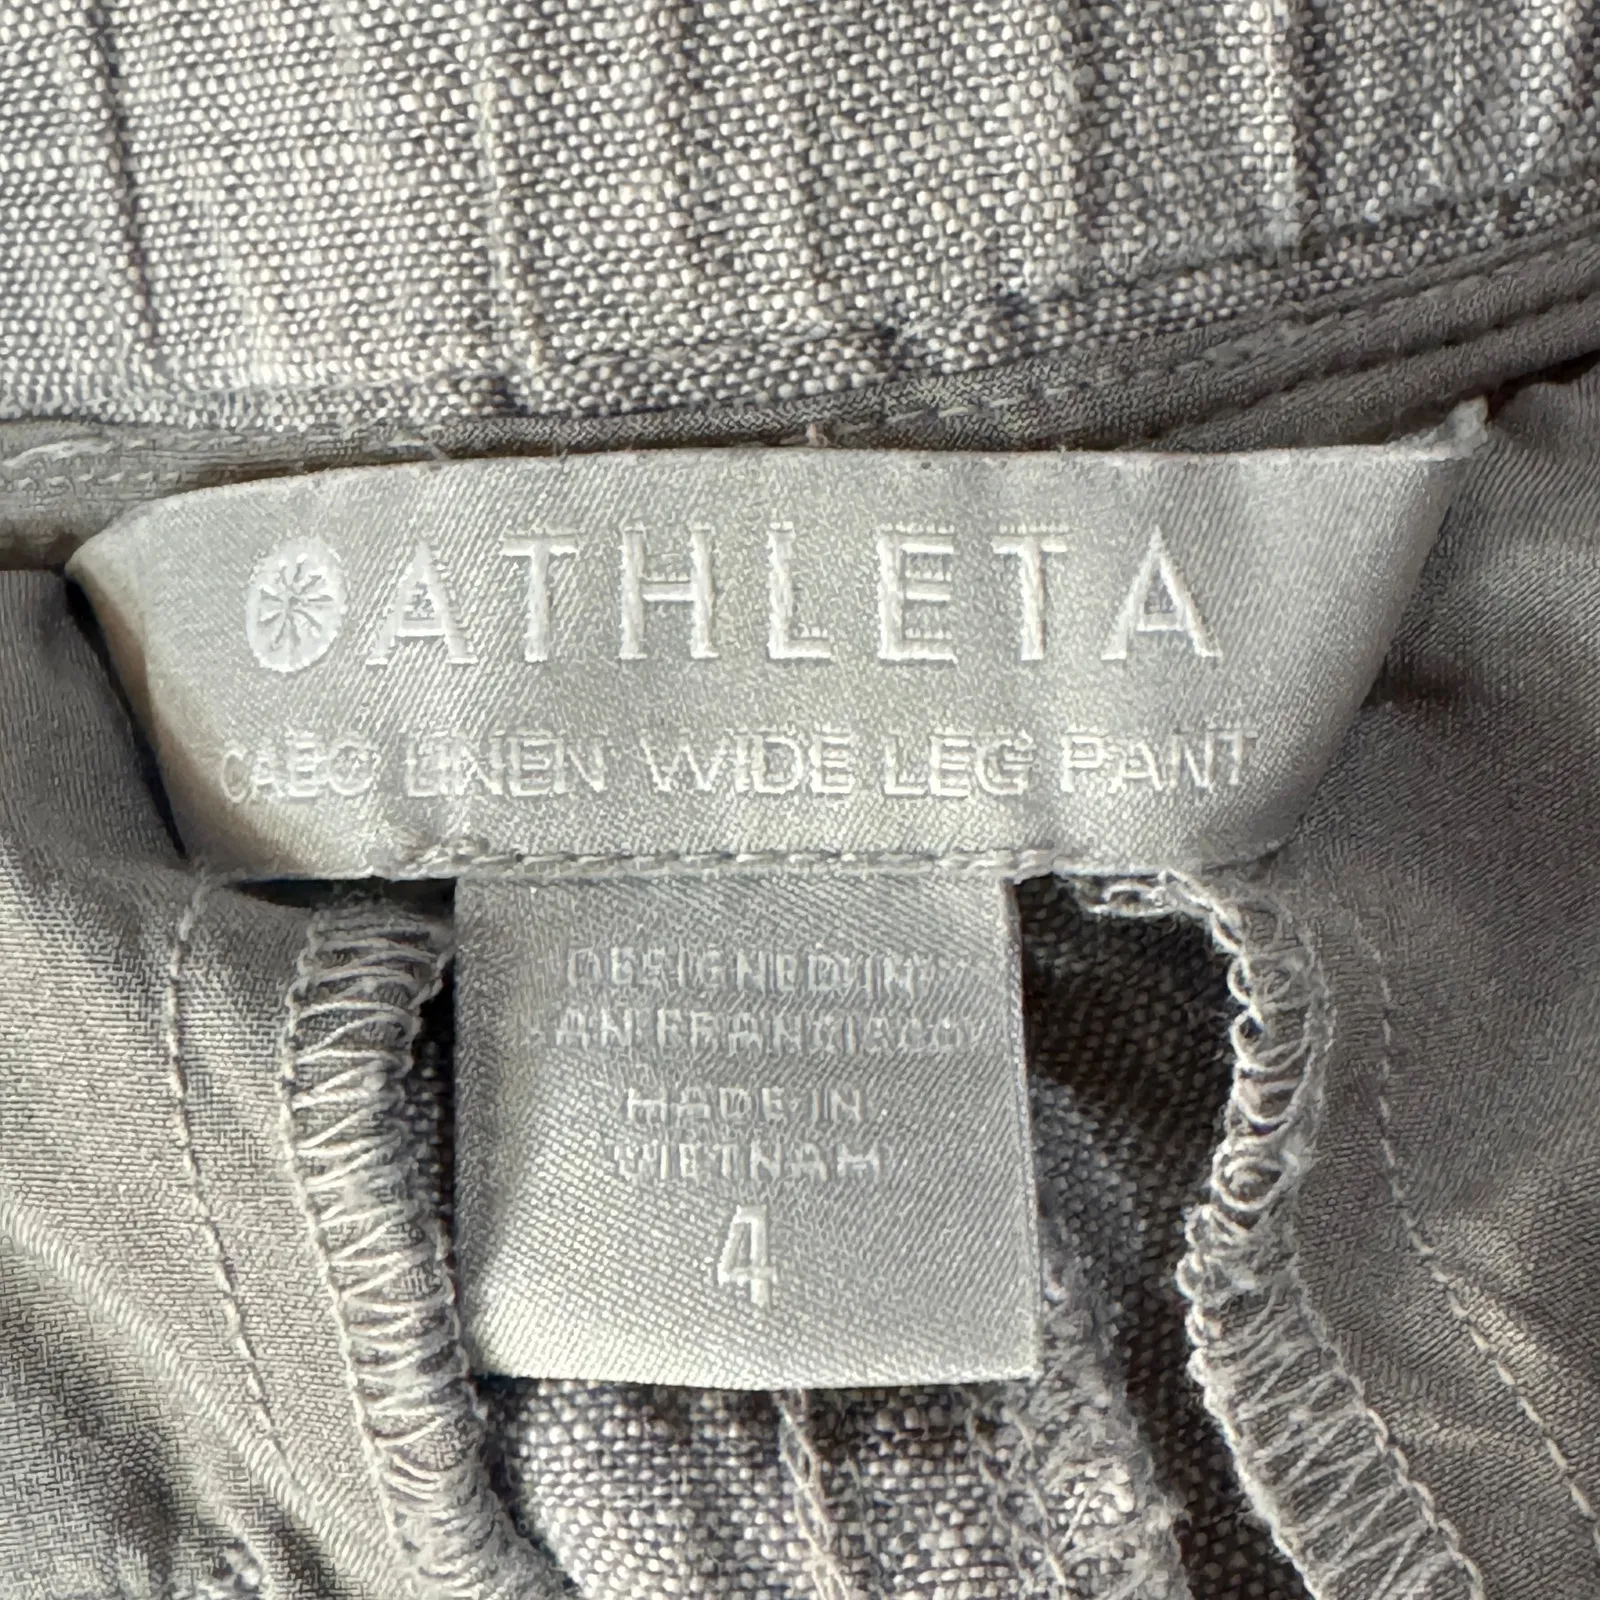 ATHLETA
CABO LINEN WIDE LEG PANT
DESIGNED IN
SAN FRANCISCO
MADE IN
VIETNAM
4